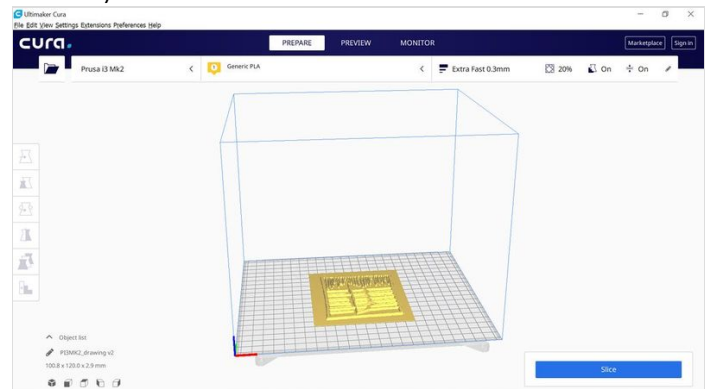 Ultimaker Cura
File Edit View Settings Extensions Preferences Help
cura.
PREPARE PREVIEW MONITOR
Marketplace Sign in
Prusa i3 Mk2
Generic PLA
Extra Fast 0.3mm 20% On On
Object list
PEIMK2_drawing v2
100.8 x 120.0 x 2.9 mm
Slice